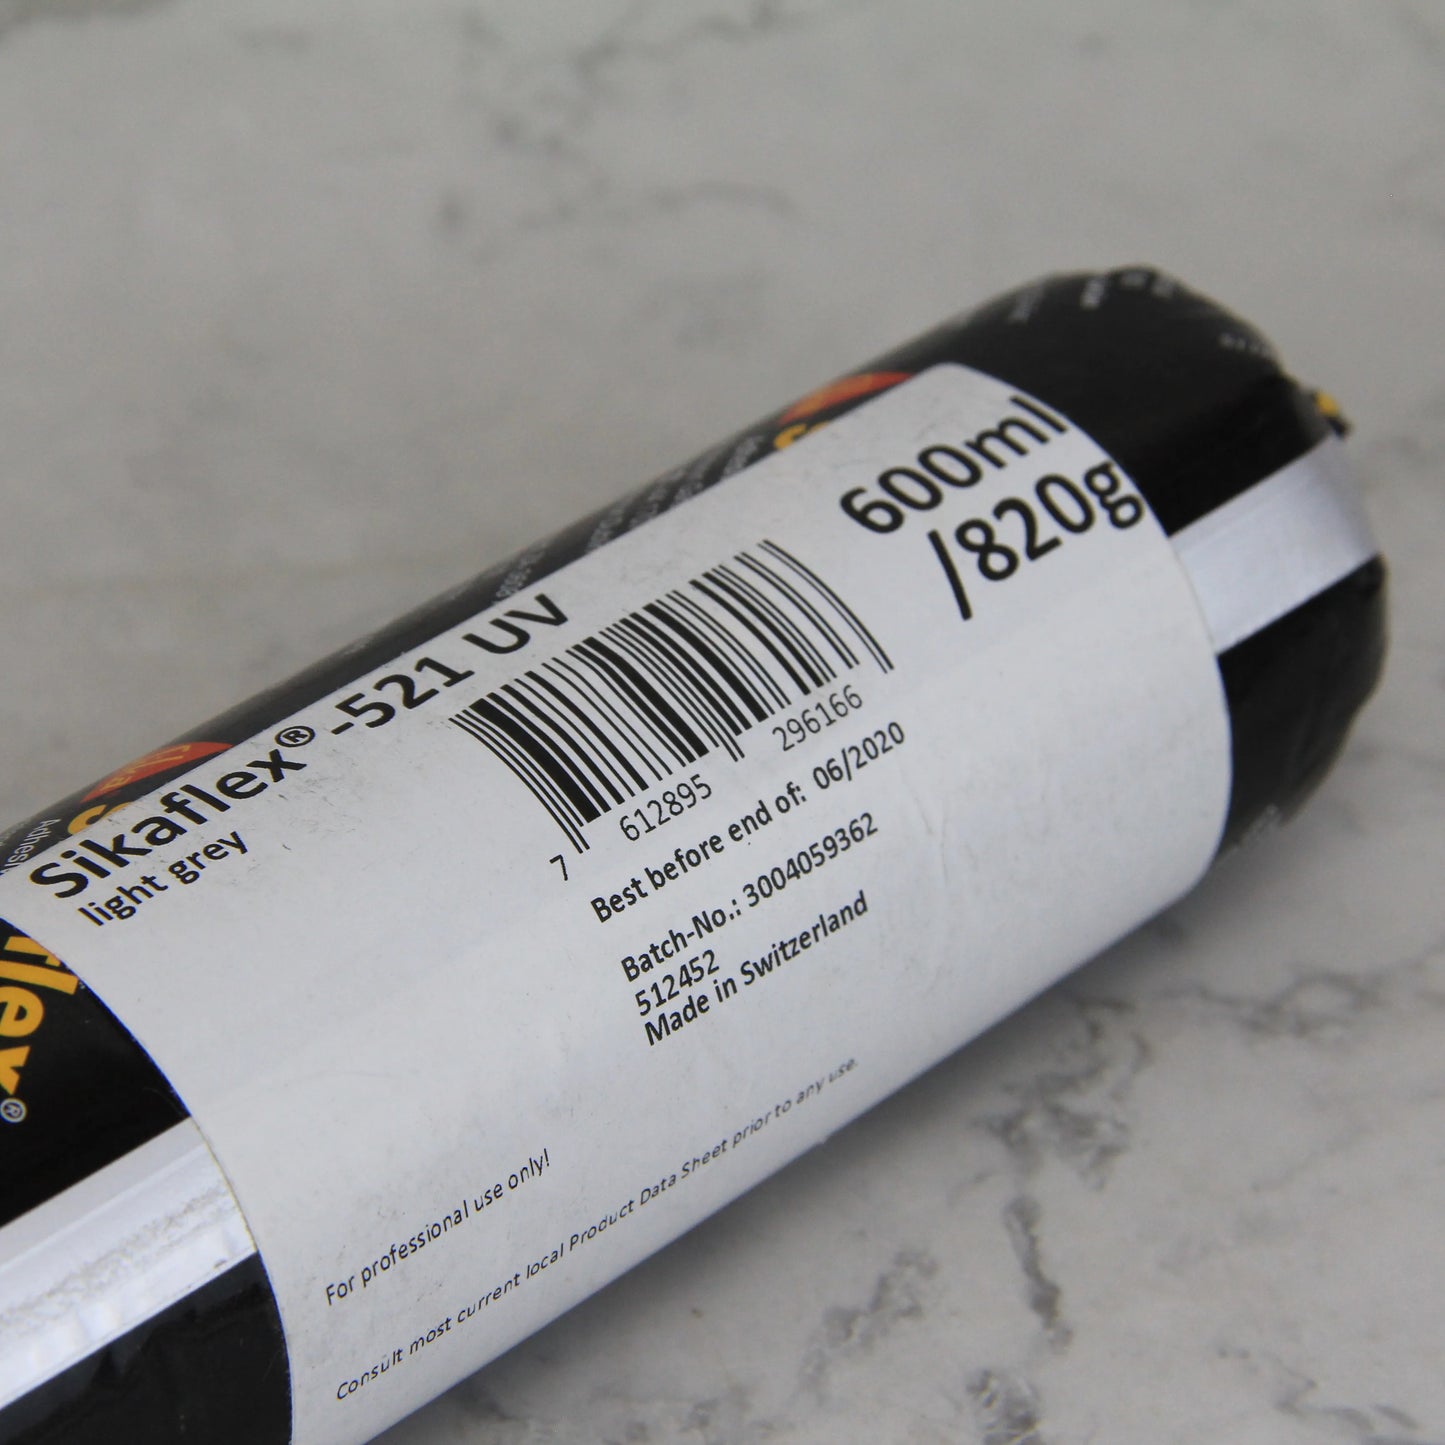 600ml
/820g
Sikaflex®-521 UV
light grey
7 612895 296166
Best before end of: 06/2020
Batch-No.: 3004059362
512452
Made in Switzerland
For professional use only!
Consult most current local Product Data Sheet prior to any use.
flex®